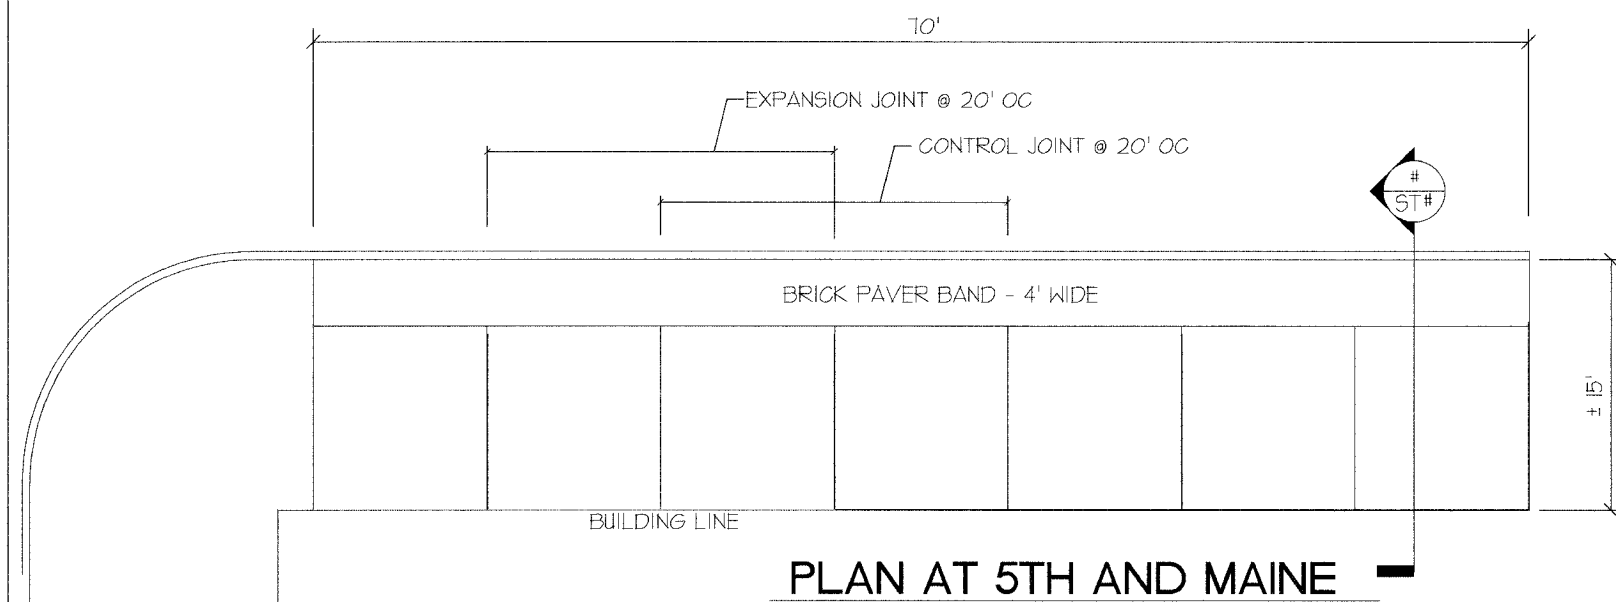 70'
EXPANSION JOINT @ 20' OC
CONTROL JOINT @ 20' OC
#
ST#
BRICK PAVER BAND - 4' WIDE
± 15'
BUILDING LINE
PLAN AT 5TH AND MAINE